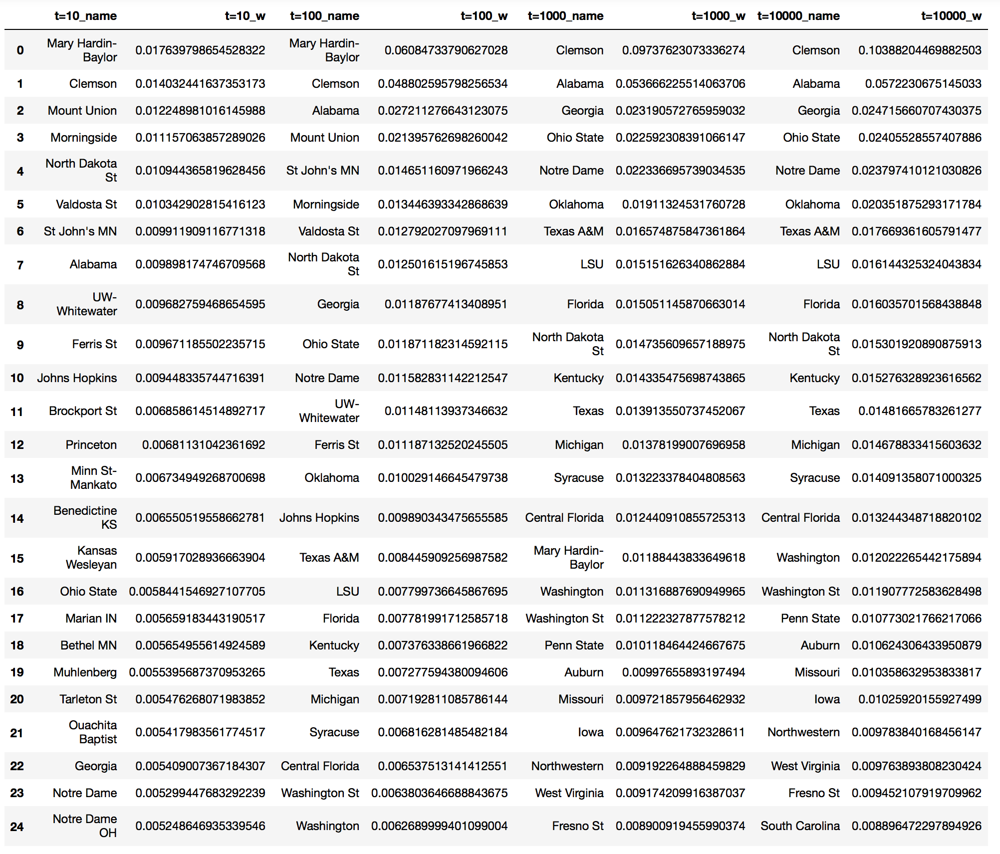 t=10_name t=10_w t=100_name t=100_w t=1000_name t=1000_w t=10000_name t=10000_w
0 Mary Hardin-Baylor 0.017639798654528322 Mary Hardin-Baylor 0.06084733790627028 Clemson 0.09737623073336274 Clemson 0.10388204469882503
1 Clemson 0.014032441637353173 Clemson 0.048802595798256534 Alabama 0.053666225514063706 Alabama 0.0572230675145033
2 Mount Union 0.012248981016145988 Alabama 0.027211276643123075 Georgia 0.023190572765959032 Georgia 0.024715660707430375
3 Morningside 0.011157063857289026 Mount Union 0.021395762698260042 Ohio State 0.022592308391066147 Ohio State 0.02405528557407886
4 North Dakota St 0.010944365819628456 St John's MN 0.014651160971966243 Notre Dame 0.022336695739034535 Notre Dame 0.023797410121030826
5 Valdosta St 0.010342902815416123 Morningside 0.013446393342868639 Oklahoma 0.01911324531760728 Oklahoma 0.020351875293171784
6 St John's MN 0.009911909116771318 Valdosta St 0.012792027097969111 Texas A&M 0.016574875847361864 Texas A&M 0.017669361605791477
7 Alabama 0.009898174746709568 North Dakota St 0.012501615196745853 LSU 0.015151626340862884 LSU 0.016144325324043834
8 UW-Whitewater 0.009682759468654595 Georgia 0.01187677413408951 Florida 0.015051145870663014 Florida 0.016035701568438848
9 Ferris St 0.009671185502235715 Ohio State 0.011871182314592115 North Dakota St 0.014735609657188975 North Dakota St 0.015301920890875913
10 Johns Hopkins 0.009448335744716391 Notre Dame 0.011582831142212547 Kentucky 0.014335475698743865 Kentucky 0.015276328923616562
11 Brockport St 0.006858614514892717 UW-Whitewater 0.01148113937346632 Texas 0.013913550737452067 Texas 0.01481665783261277
12 Princeton 0.00681131042361692 Ferris St 0.011187132520245505 Michigan 0.01378199007696958 Michigan 0.014678833415603632
13 Minn St-Mankato 0.006734949268700698 Oklahoma 0.010029146645479738 Syracuse 0.013223378404808563 Syracuse 0.014091358071000325
14 Benedictine KS 0.006550519558662781 Johns Hopkins 0.009890343475655585 Central Florida 0.012440910855725313 Central Florida 0.013244348718820102
15 Kansas Wesleyan 0.005917028936663904 Texas A&M 0.008445909256987582 Mary Hardin-Baylor 0.01188443833649618 Washington 0.012022265442175894
16 Ohio State 0.0058441546927107705 LSU 0.007799736645867695 Washington 0.011316887690949965 Washington St 0.011907772583628498
17 Marian IN 0.005659183443190517 Florida 0.007781991712585718 Washington St 0.011222327877578212 Penn State 0.010773021766217066
18 Bethel MN 0.005654955614924589 Kentucky 0.007376338661966822 Penn State 0.010118464424667675 Auburn 0.010624306433950879
19 Muhlenberg 0.0055395687370953265 Texas 0.007277594380094606 Auburn 0.00997655893197494 Missouri 0.010358632953833817
20 Tarleton St 0.005476268071983852 Michigan 0.007192811085786144 Missouri 0.009721857956462932 Iowa 0.01025920155927499
21 Ouachita Baptist 0.005417983561774517 Syracuse 0.006816281485482184 Iowa 0.009647621732328611 Northwestern 0.009783840168456147
22 Georgia 0.005409007367184307 Central Florida 0.006537513141412551 Northwestern 0.009192264888459829 West Virginia 0.009763893808230424
23 Notre Dame 0.005299447683292239 Washington St 0.0063803646688843675 West Virginia 0.009174209916387037 Fresno St 0.009452107919709962
24 Notre Dame OH 0.005248646935339546 Washington 0.0062689999401099004 Fresno St 0.008900919455990374 South Carolina 0.008896472297894926